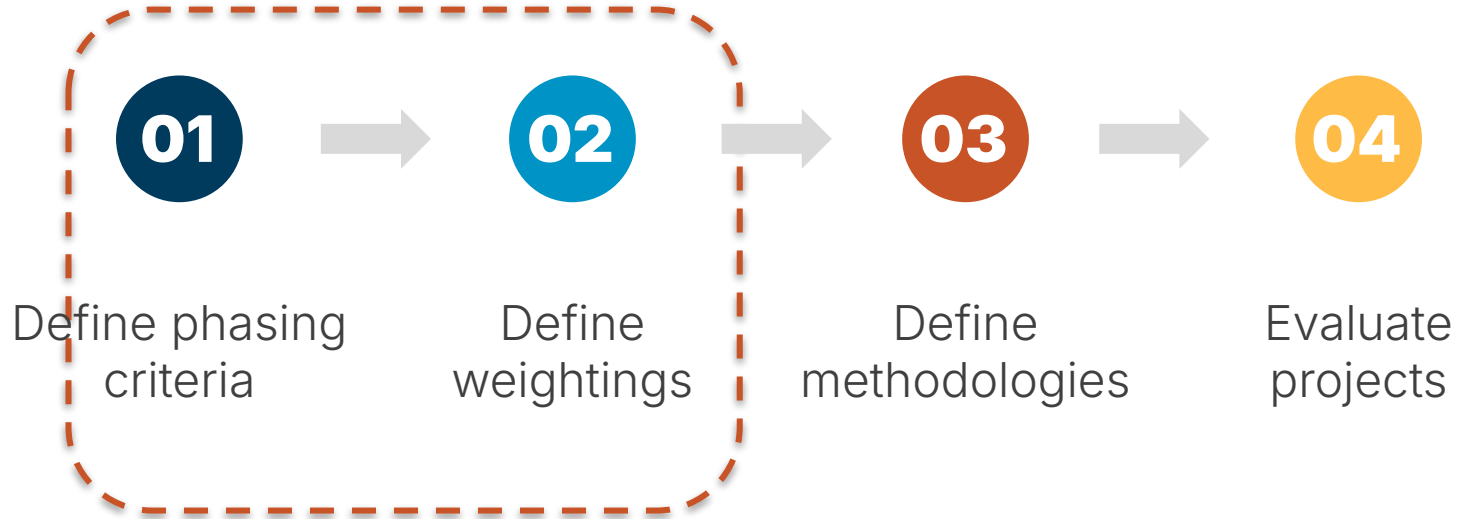 01
02
03
04
Define phasing
criteria
Define
weightings
Define
methodologies
Evaluate
projects